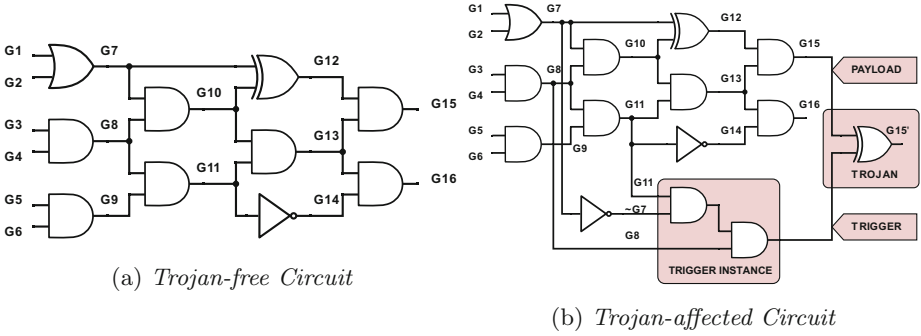 G1
G7
G2
G12
G10
G15
G3
G8
G4
G13
G11
G16
G5
G9
G14
G6
(a) Trojan-free Circuit
G1
G7
G12
G2
G10
G15
G3
G8
PAYLOAD
G4
G13
G11
G16
G5
G14
G15'
G9
G6
TROJAN
G11
~G7
TRIGGER
G8
TRIGGER INSTANCE
(b) Trojan-affected Circuit